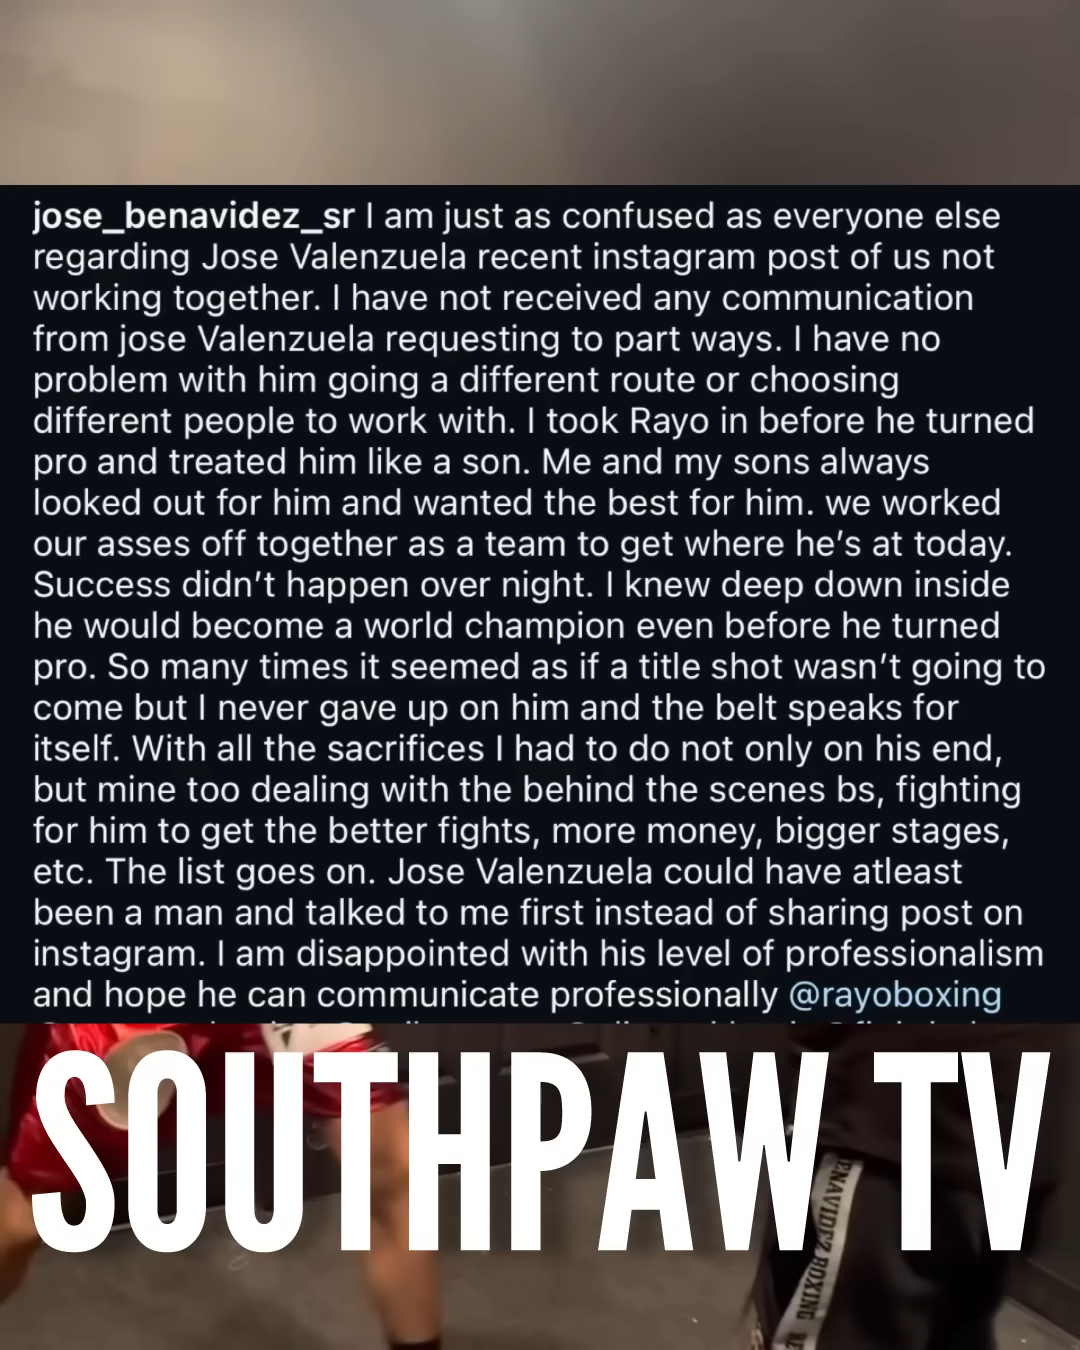 jose_benavidez_sr I am just as confused as everyone else
regarding Jose Valenzuela recent instagram post of us not
working together. I have not received any communication
from jose Valenzuela requesting to part ways. I have no
problem with him going a different route or choosing
different people to work with. I took Rayo in before he turned
pro and treated him like a son. Me and my sons always
looked out for him and wanted the best for him. we worked
our asses off together as a team to get where he’s at today.
Success didn’t happen over night. I knew deep down inside
he would become a world champion even before he turned
pro. So many times it seemed as if a title shot wasn’t going to
come but I never gave up on him and the belt speaks for
itself. With all the sacrifices I had to do not only on his end,
but mine too dealing with the behind the scenes bs, fighting
for him to get the better fights, more money, bigger stages,
etc. The list goes on. Jose Valenzuela could have atleast
been a man and talked to me first instead of sharing post on
instagram. I am disappointed with his level of professionalism
and hope he can communicate professionally @rayoboxing
SOUTHPAW TV
ENAVIDEZ BOXING